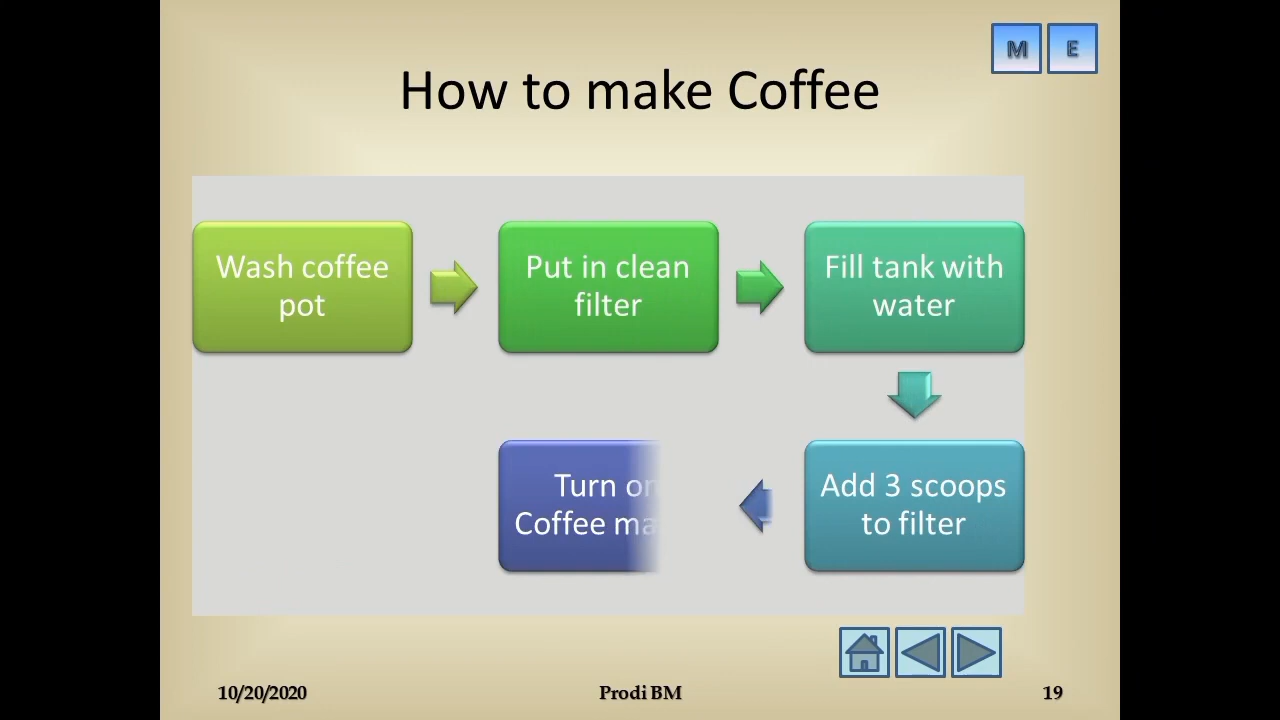 M E
How to make Coffee
Wash coffee
pot
Put in clean
filter
Fill tank with
water
Add 3 scoops
to filter
Turn on
Coffee
10/20/2020 Prodi BM 19